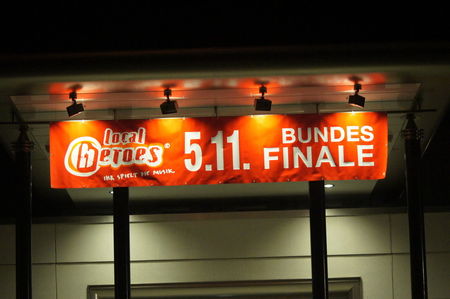 local
heroes®
IHR SPIELT DIE MUSIK.
5.11.
BUNDES
FINALE